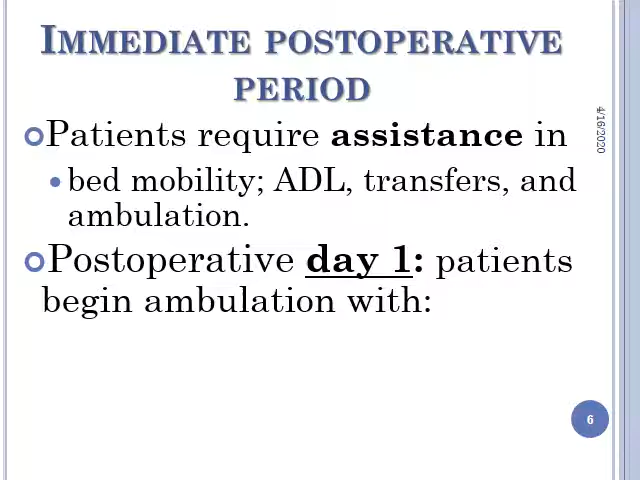 IMMEDIATE POSTOPERATIVE
PERIOD
Patients require assistance in
bed mobility; ADL, transfers, and
ambulation.
Postoperative day 1: patients
begin ambulation with:
4/16/2020
6